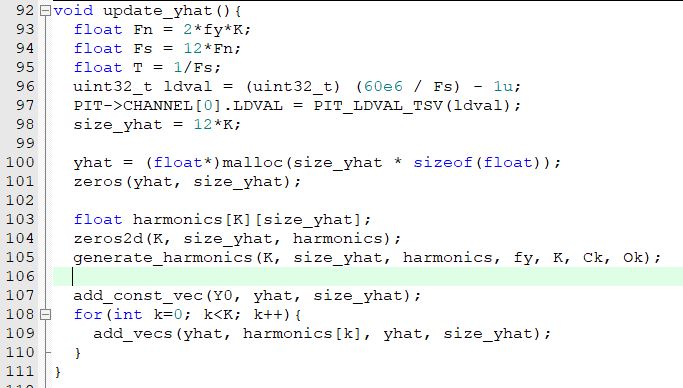 92 void update_yhat(){
93 float Fn = 2*fy*K;
94 float Fs = 12*Fn;
95 float T = 1/Fs;
96 uint32_t ldval = (uint32_t) (60e6 / Fs) - 1u;
97 PIT->CHANNEL[0].LDVAL = PIT_LDVAL_TSV(ldval);
98 size_yhat = 12*K;
99
100 yhat = (float*)malloc(size_yhat * sizeof(float));
101 zeros(yhat, size_yhat);
102
103 float harmonics[K][size_yhat];
104 zeros2d(K, size_yhat, harmonics);
105 generate_harmonics(K, size_yhat, harmonics, fy, K, Ck, Ok);
106
107 add_const_vec(Y0, yhat, size_yhat);
108 for(int k=0; k<K; k++){
109 add_vecs(yhat, harmonics[k], yhat, size_yhat);
110 }
111 }